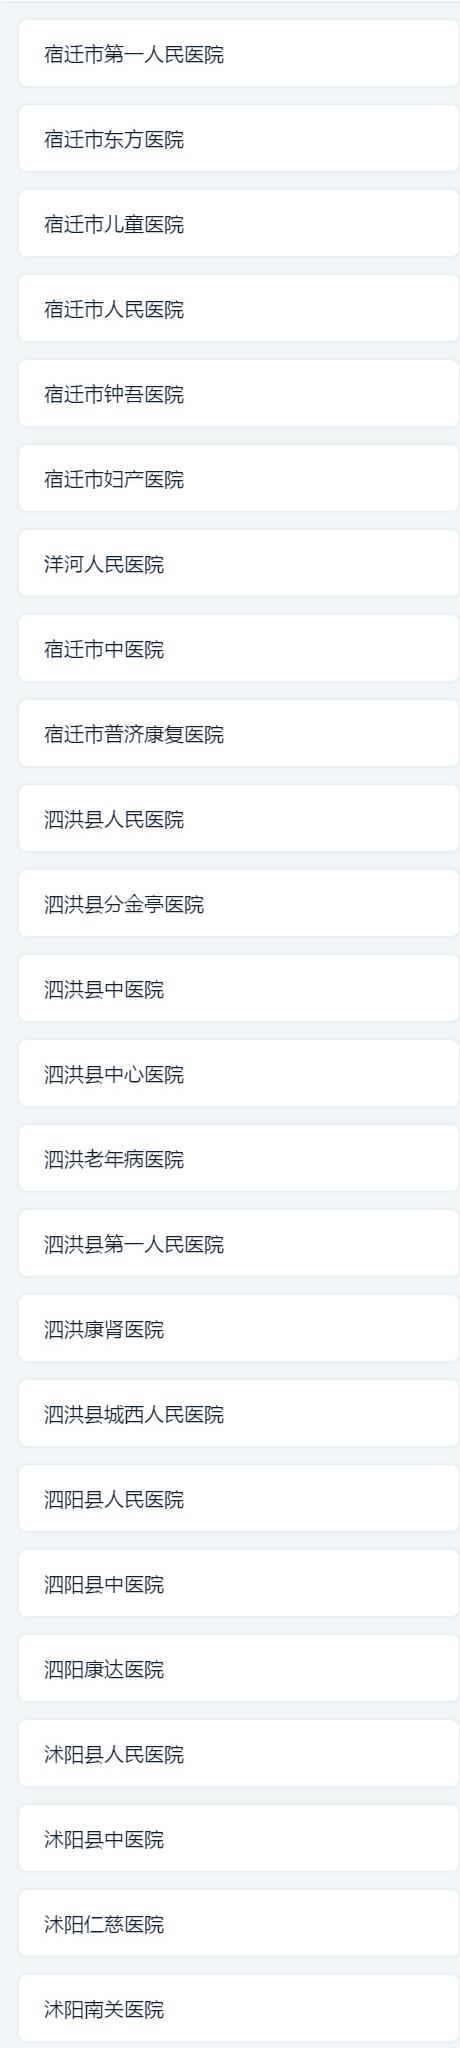 宿迁市第一人民医院
宿迁市东方医院
宿迁市儿童医院
宿迁市人民医院
宿迁市钟吾医院
宿迁市妇产医院
洋河人民医院
宿迁市中医院
宿迁市普济康复医院
泗洪县人民医院
泗洪县分金亭医院
泗洪县中医院
泗洪县中心医院
泗洪老年病医院
泗洪县第一人民医院
泗洪康肾医院
泗洪县城西人民医院
泗阳县人民医院
泗阳县中医院
泗阳康达医院
沭阳县人民医院
沭阳县中医院
沭阳仁慈医院
沭阳南关医院